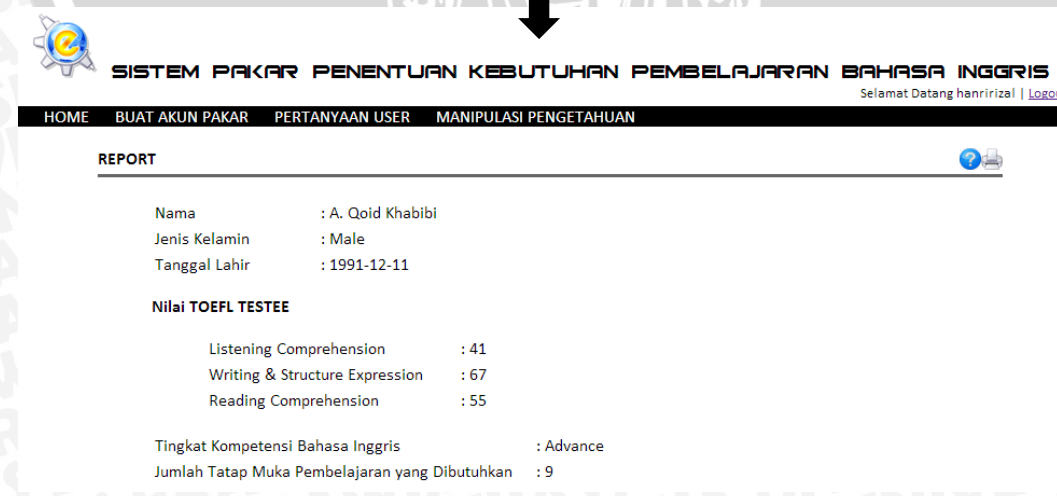 SISTEM PAKAR PENENTUAN KEBUTUHAN PEMBELAJARAN BAHASA INGGRIS
Selamat Datang hanririzal |
HOME BUAT AKUN PAKAR PERTANYAAN USER MANIPULASI PENGETAHUAN
REPORT
Nama : A. Qoid Khabibi
Jenis Kelamin : Male
Tanggal Lahir : 1991-12-11
Nilai TOEFL TESTEE
Listening Comprehension : 41
Writing & Structure Expression : 67
Reading Comprehension : 55
Tingkat Kompetensi Bahasa Inggris : Advance
Jumlah Tatap Muka Pembelajaran yang Dibutuhkan : 9